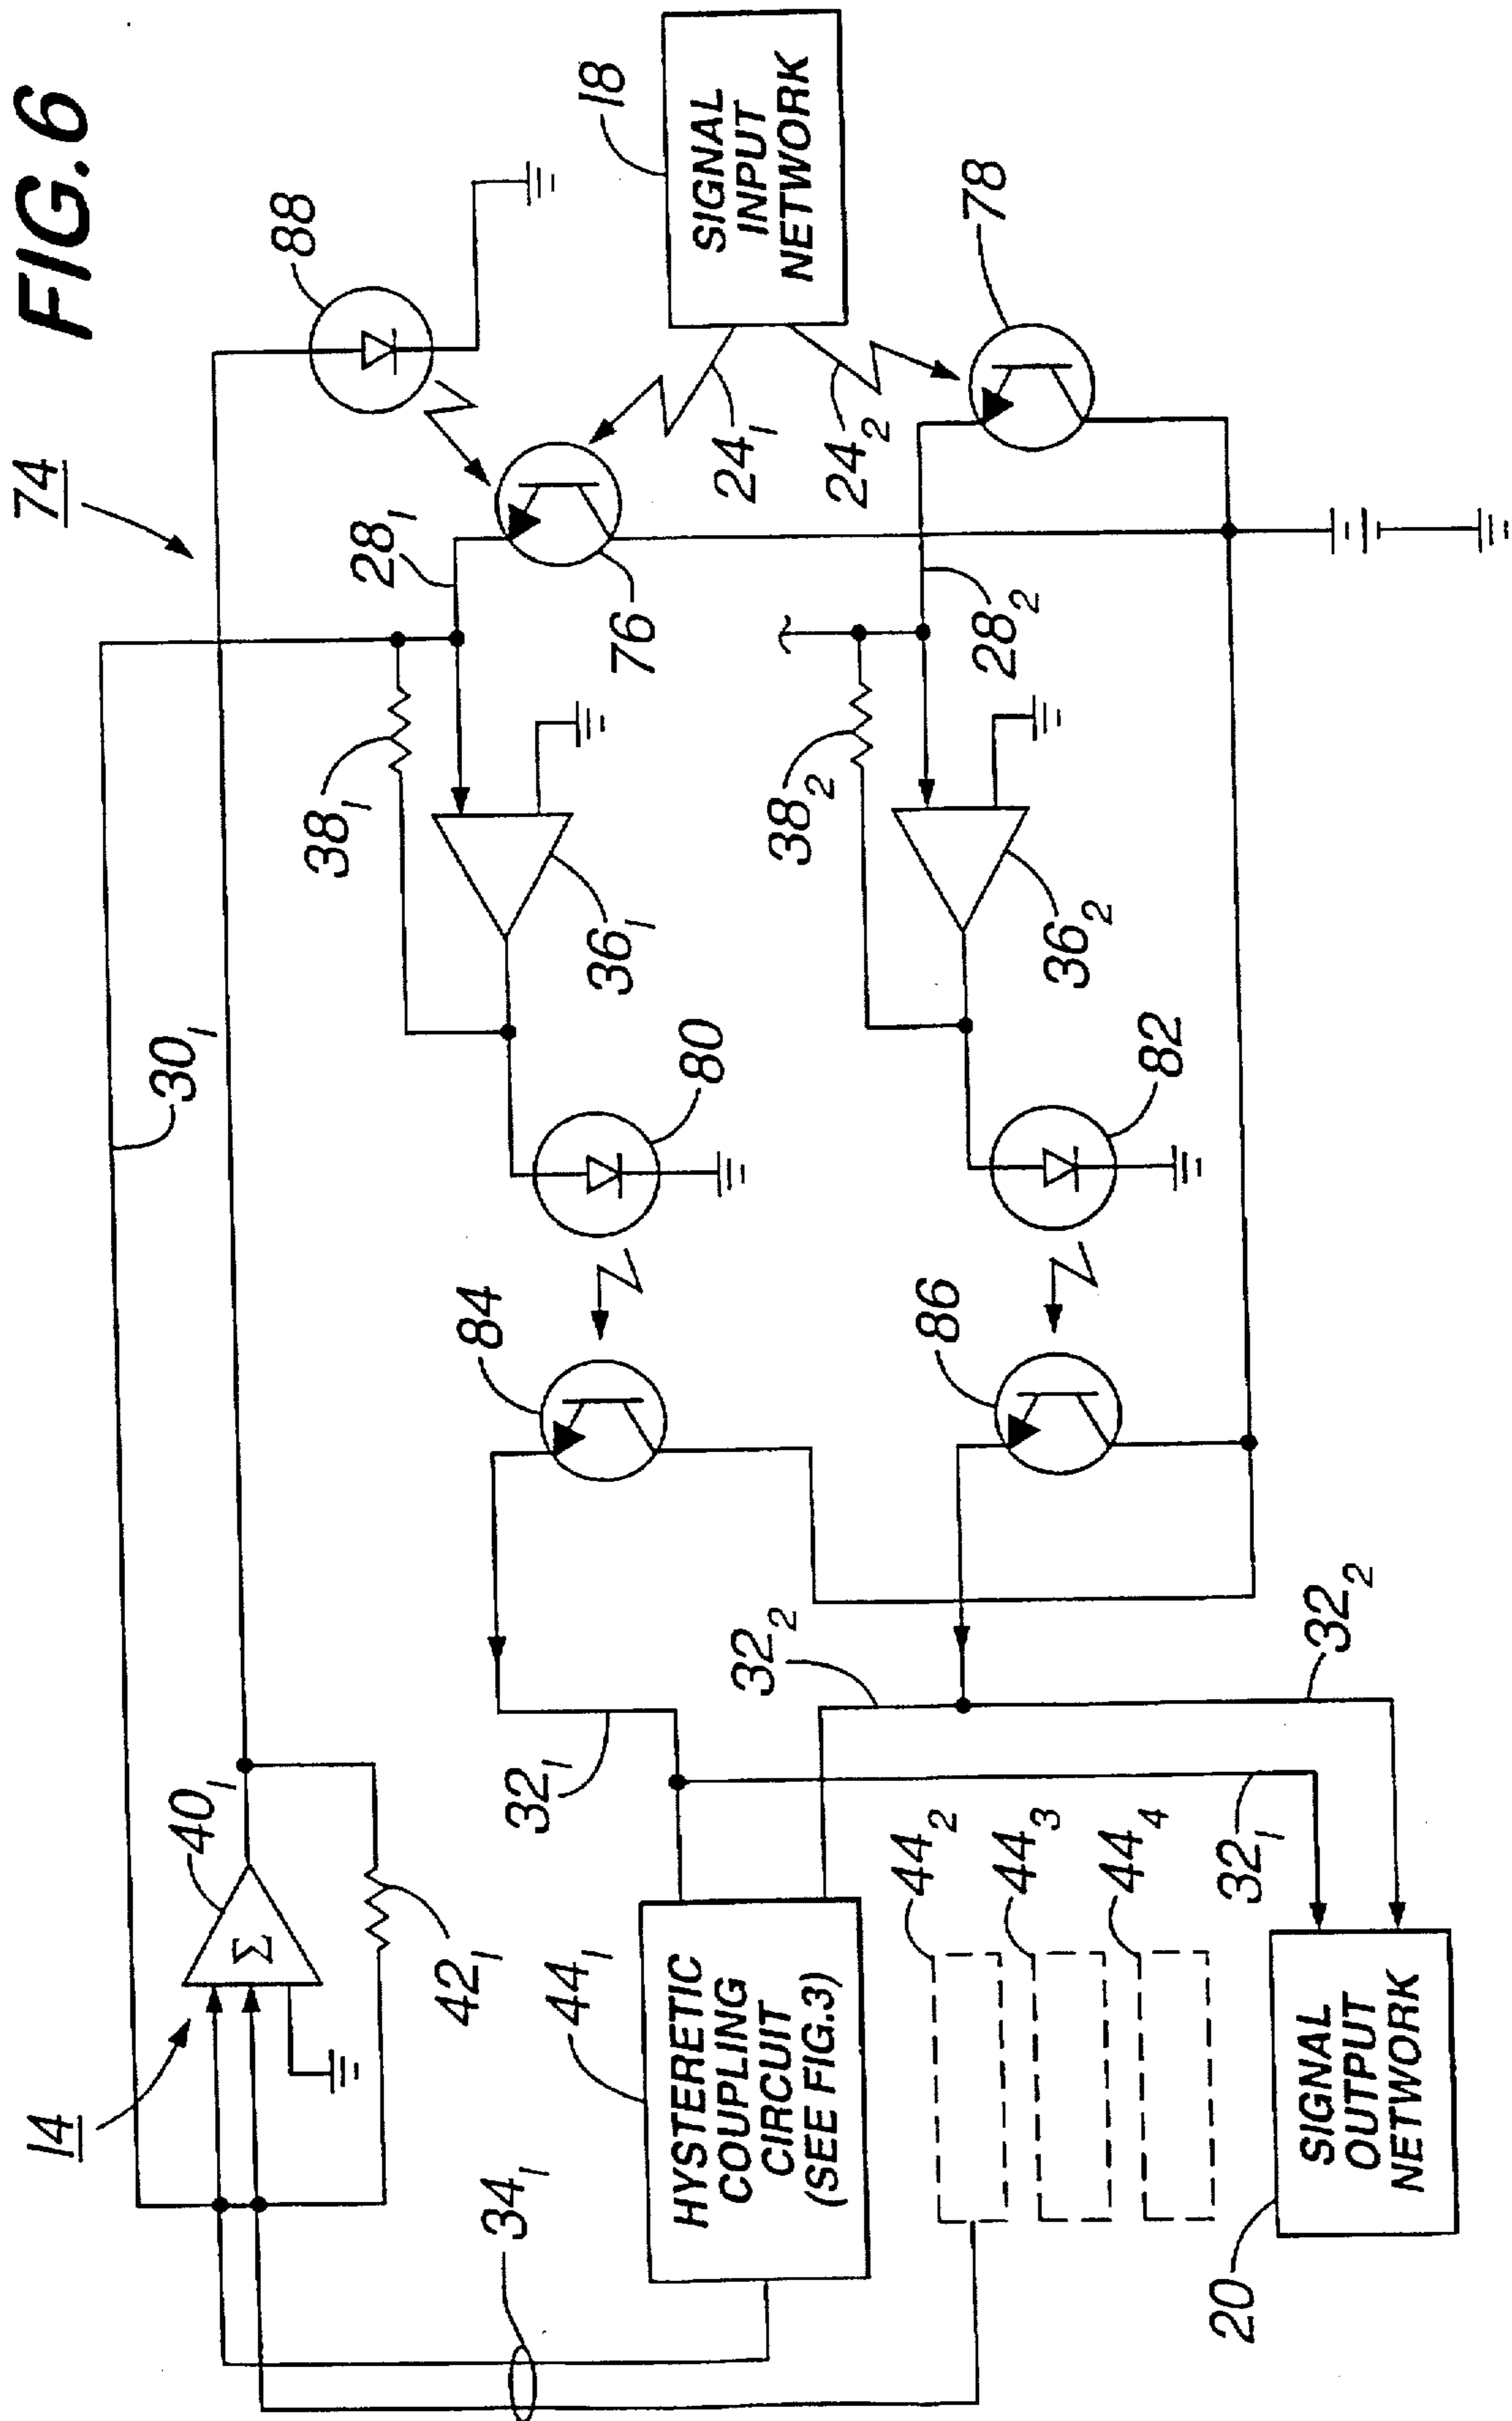 FIG.6
74
88
18
SIGNAL
INPUT
NETWORK
78
24₁
24₂
28₁
28₂
76
30₁
38₁
38₂
36₁
36₂
80
82
84
86
14
40₁
42₁
32₁
32₂
32₂
32₁
34₁
44₁
HYSTERETIC
COUPLING
CIRCUIT
(SEE FIG.3)
44₂
44₃
44₄
Σ
20
SIGNAL
OUTPUT
NETWORK